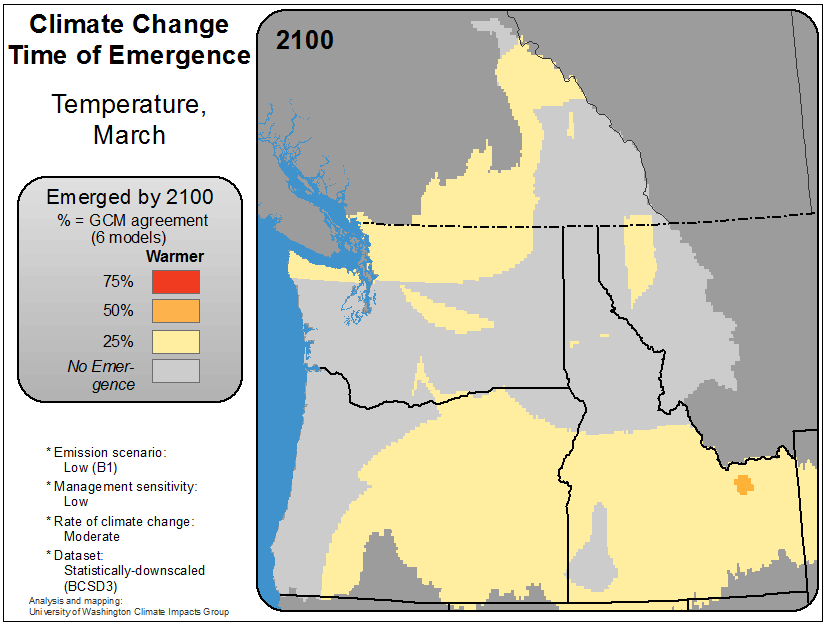 Climate Change
Time of Emergence
Temperature,
March
2100
Emerged by 2100
% = GCM agreement
(6 models)
Warmer
75%
50%
25%
No Emer-
gence
* Emission scenario:
Low (B1)
* Management sensitivity:
Low
* Rate of climate change:
Moderate
* Dataset:
Statistically-downscaled
(BCSD3)
Analysis and mapping:
University of Washington Climate Impacts Group